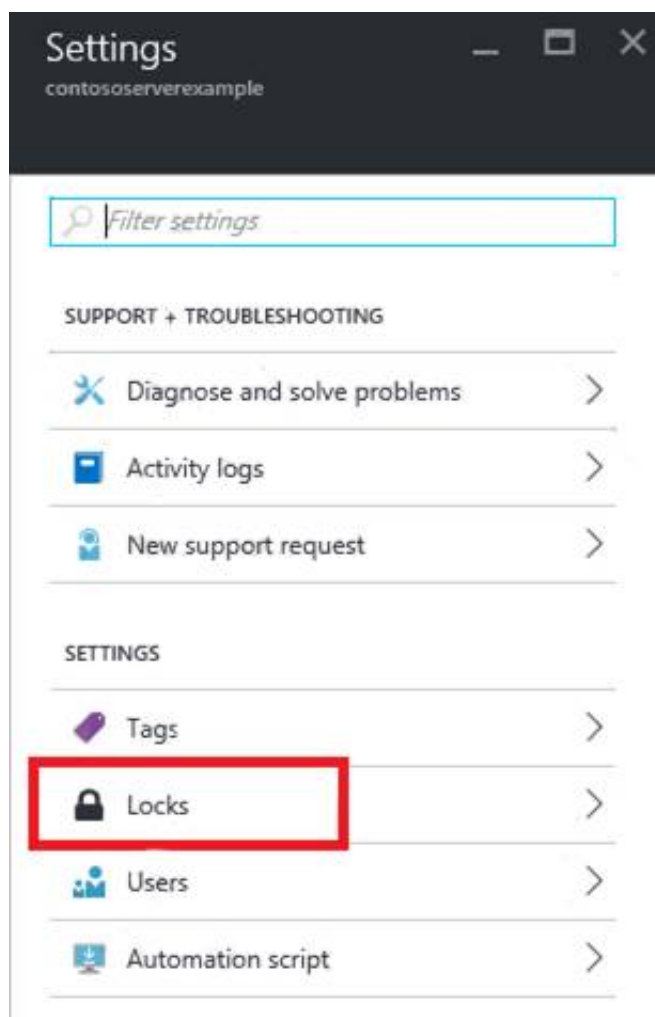 Settings
contososerverexample
Filter settings
SUPPORT + TROUBLESHOOTING
Diagnose and solve problems
Activity logs
New support request
SETTINGS
Tags
Locks
Users
Automation script